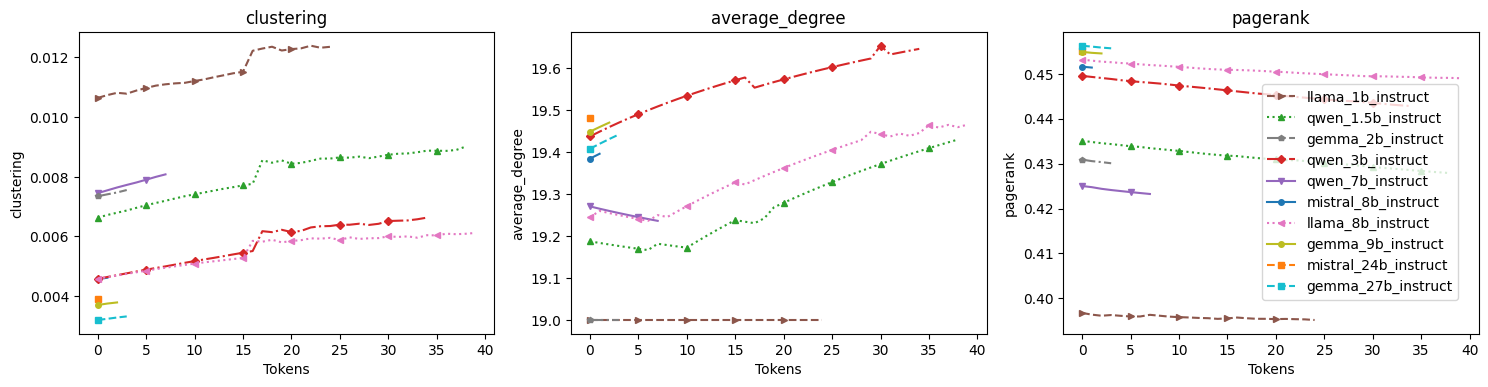 clustering
0.012
0.010
0.008
0.006
0.004
clustering
0 5 10 15 20 25 30 35 40
Tokens
average_degree
19.6
19.5
19.4
19.3
19.2
19.1
19.0
average_degree
0 5 10 15 20 25 30 35 40
Tokens
pagerank
0.45
0.44
0.43
0.42
0.41
0.40
pagerank
0 5 10 15 20 25 30 35 40
Tokens
llama_1b_instruct
qwen_1.5b_instruct
gemma_2b_instruct
qwen_3b_instruct
qwen_7b_instruct
mistral_8b_instruct
llama_8b_instruct
gemma_9b_instruct
mistral_24b_instruct
gemma_27b_instruct